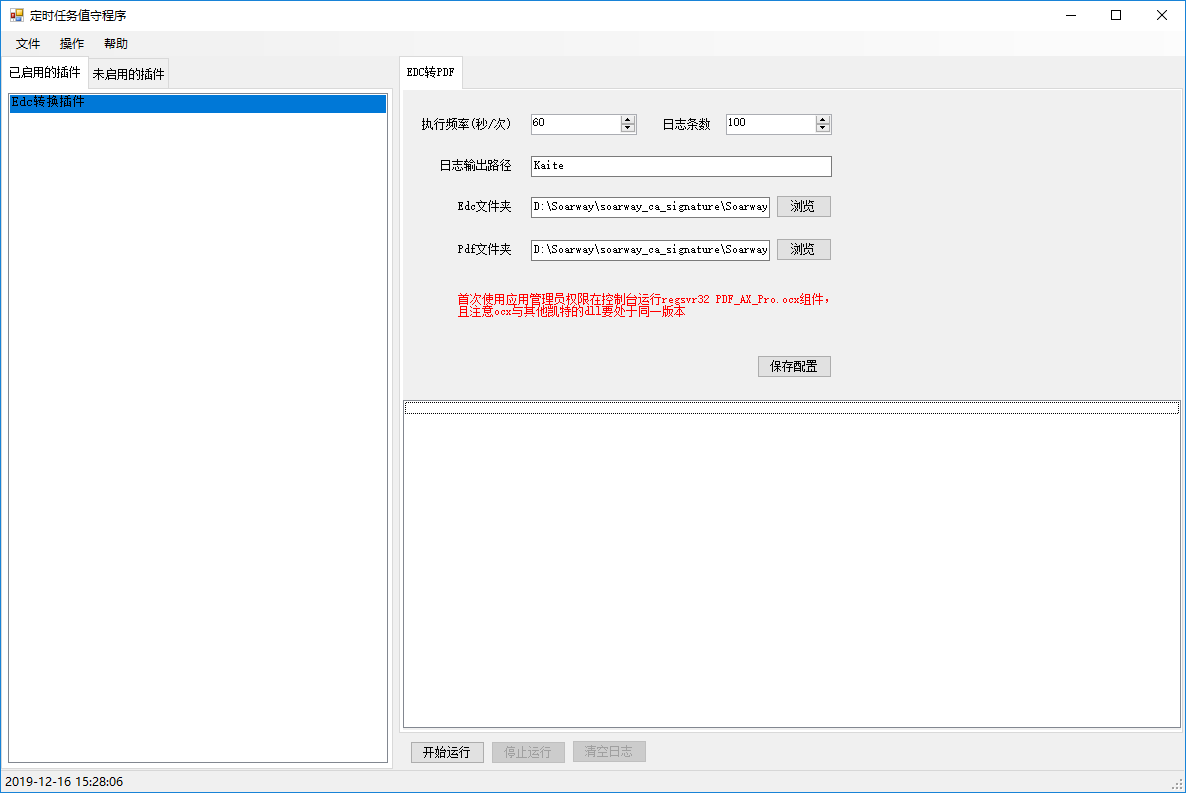 定时任务值守程序
文件 操作 帮助
已启用的插件 未启用的插件
Edc转换插件
EDC转PDF
执行频率(秒/次) 60 日志条数 100
日志输出路径 Kaite
Edc文件夹 D:\Soarway\soarway_ca_signature\Soarway 浏览
Pdf文件夹 D:\Soarway\soarway_ca_signature\Soarway 浏览
首次使用应用管理员权限在控制台运行regsvr32 PDF_AX_Pro.ocx组件,
且注意ocx与其他凯特的dll要处于同一版本
保存配置
开始运行 停止运行 清空日志
2019-12-16 15:28:06